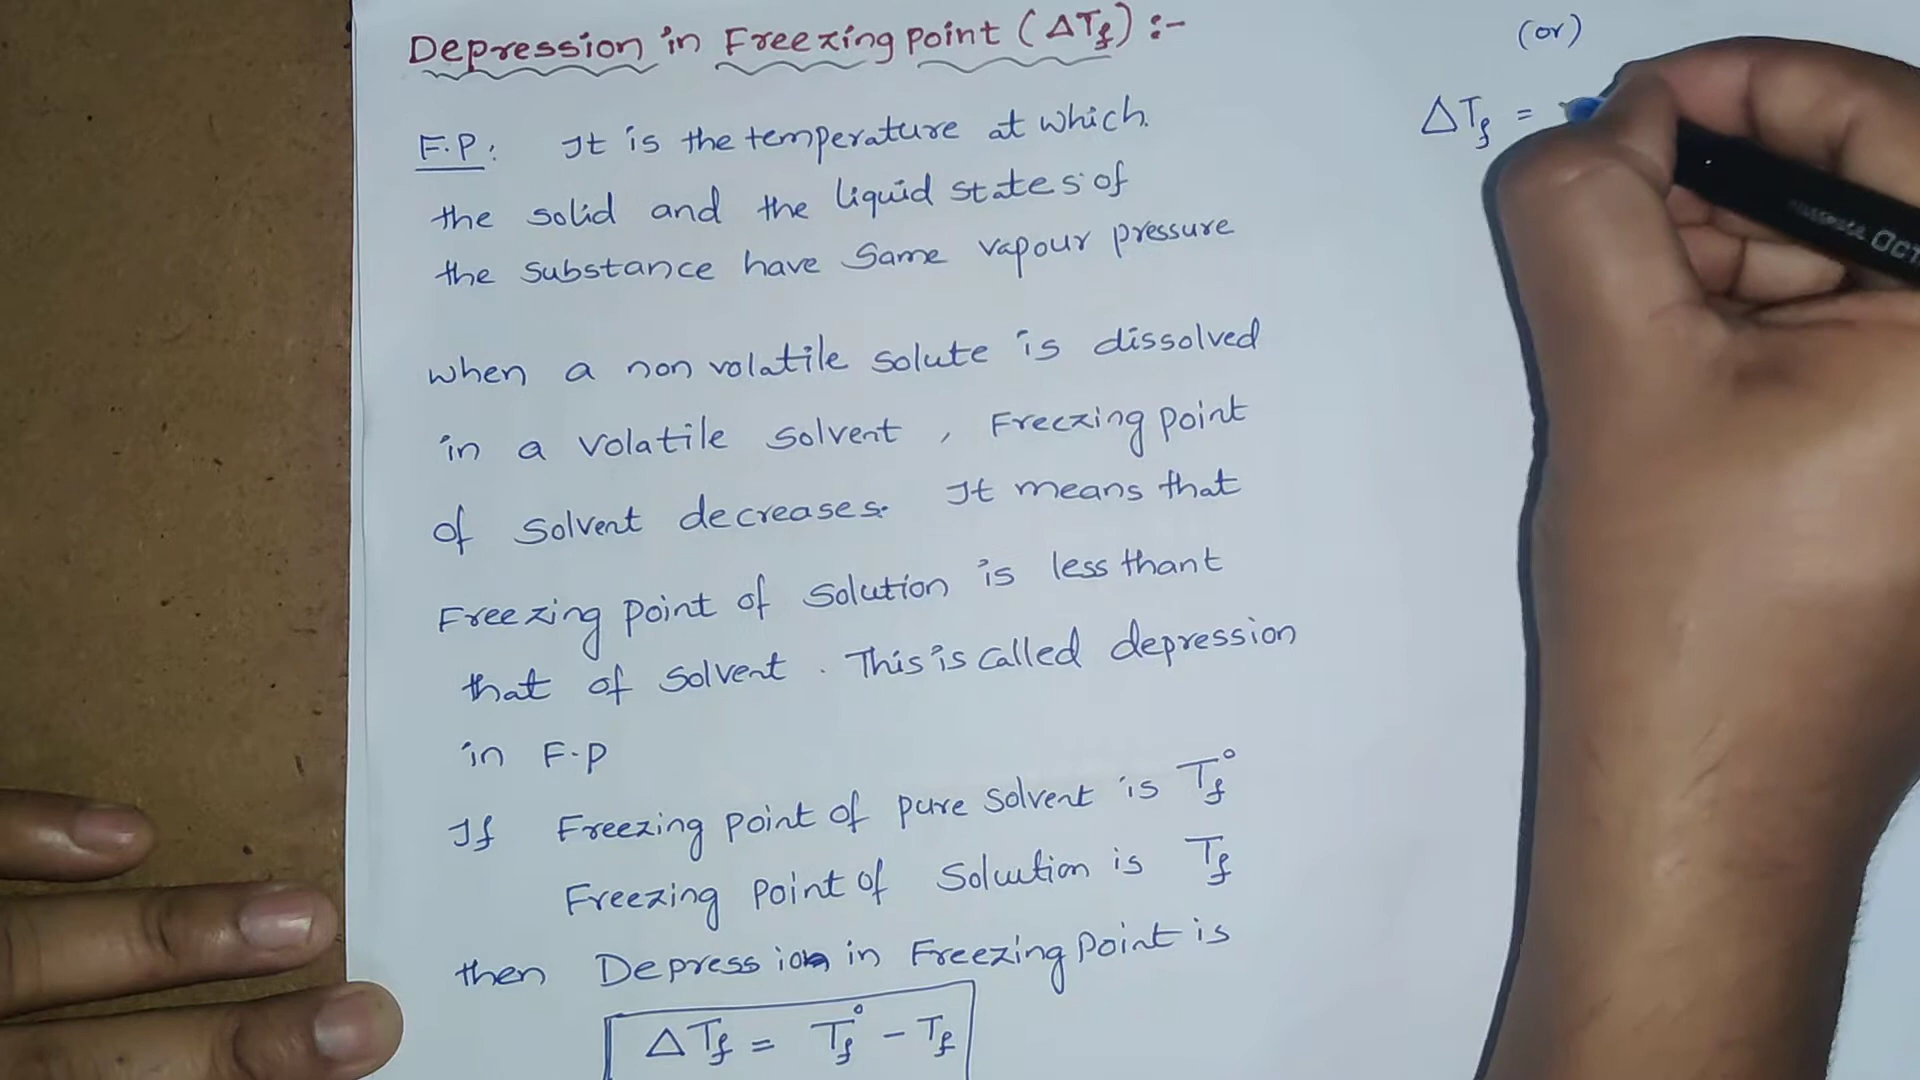 Depression in Freezing point (ΔTf) :-
F.P: It is the temperature at which
the solid and the liquid states of
the substance have same vapour pressure
when a non volatile solute is dissolved
in a volatile solvent, Freezing point
of solvent decreases. It means that
Freezing point of solution is less thant
that of solvent. This is called depression
in F.P
If Freezing point of pure solvent is Tf°
Freezing point of Solution is Tf
then Depression in Freezing point is
ΔTf = Tf° - Tf
(or)
ΔTf =
OCT